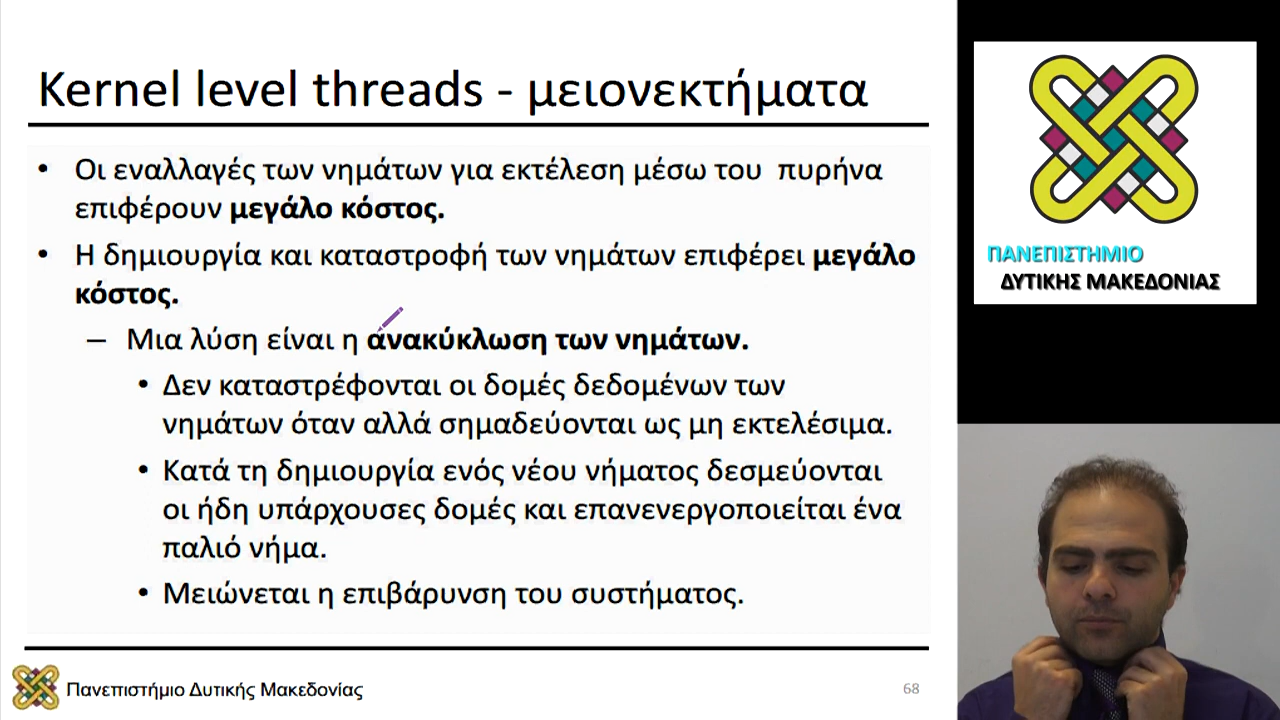 Kernel level threads - μειονεκτήματα
• Οι εναλλαγές των νημάτων για εκτέλεση μέσω του πυρήνα
επιφέρουν μεγάλο κόστος.
• Η δημιουργία και καταστροφή των νημάτων επιφέρει μεγάλο
κόστος.
– Μια λύση είναι η ανακύκλωση των νημάτων.
• Δεν καταστρέφονται οι δομές δεδομένων των
νημάτων όταν αλλά σημαδεύονται ως μη εκτελέσιμα.
• Κατά τη δημιουργία ενός νέου νήματος δεσμεύονται
οι ήδη υπάρχουσες δομές και επανενεργοποιείται ένα
παλιό νήμα.
• Μειώνεται η επιβάρυνση του συστήματος.
Πανεπιστήμιο Δυτικής Μακεδονίας
68
ΠΑΝΕΠΙΣΤΗΜΙΟ
ΔΥΤΙΚΗΣ ΜΑΚΕΔΟΝΙΑΣ